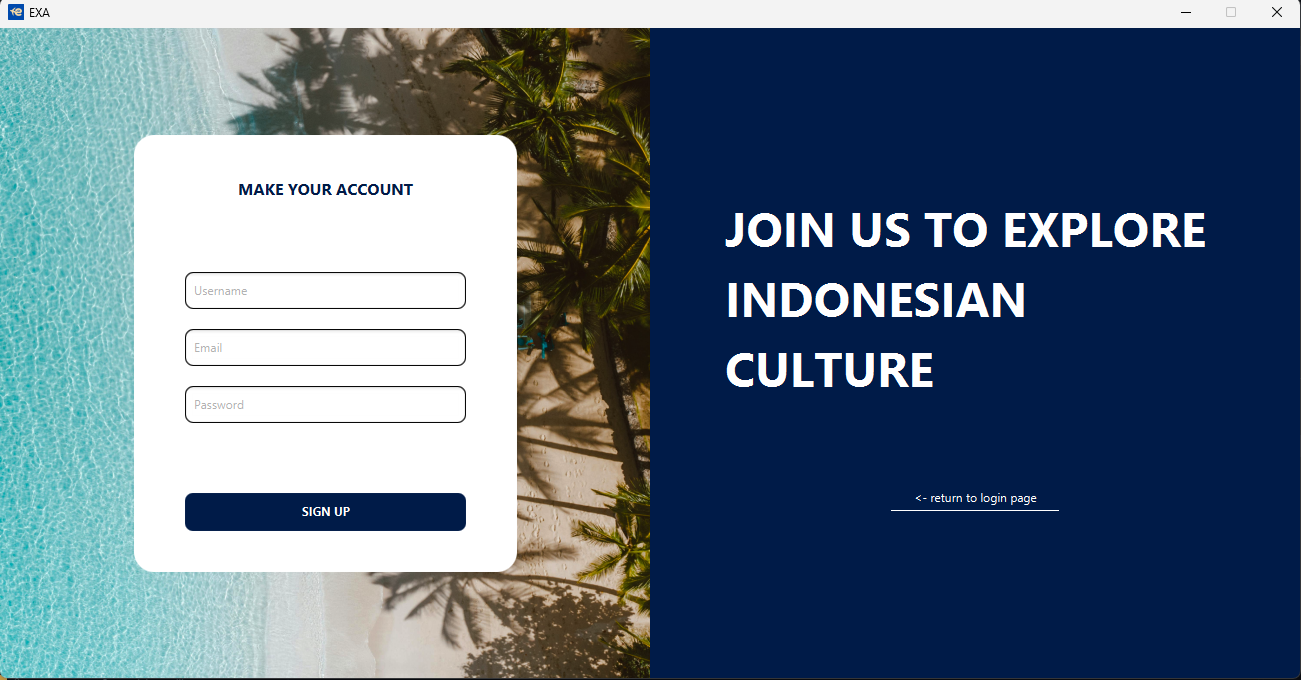 EXA
MAKE YOUR ACCOUNT
Username
Email
Password
SIGN UP
JOIN US TO EXPLORE
INDONESIAN
CULTURE
<- return to login page